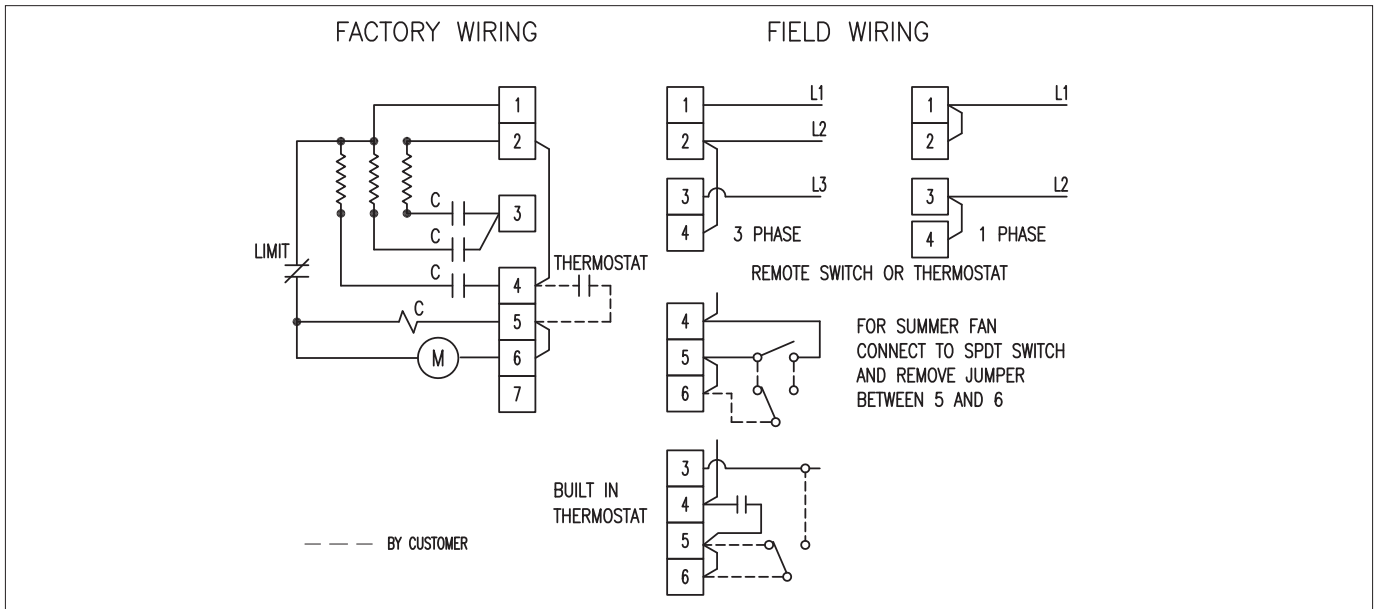 FACTORY WIRING
1
2
3
4
5
6
7
C
C
C
C
LIMIT
M
THERMOSTAT
FIELD WIRING
1
2
3
4
L1
L2
L3
3 PHASE
1
2
3
4
L1
L2
1 PHASE
REMOTE SWITCH OR THERMOSTAT
4
5
6
FOR SUMMER FAN
CONNECT TO SPDT SWITCH
AND REMOVE JUMPER
BETWEEN 5 AND 6
BUILT IN
THERMOSTAT
3
4
5
6
BY CUSTOMER